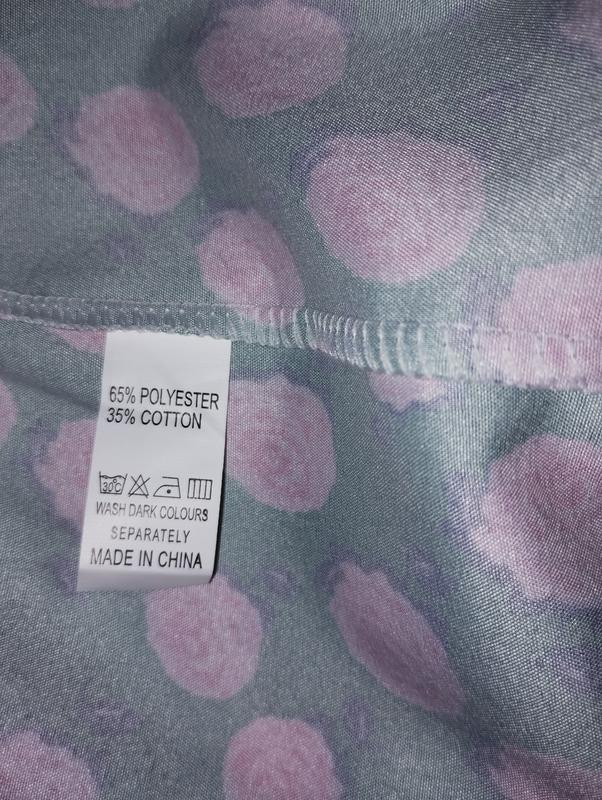 65% POLYESTER
35% COTTON
30°C
WASH DARK COLOURS
SEPARATELY
MADE IN CHINA